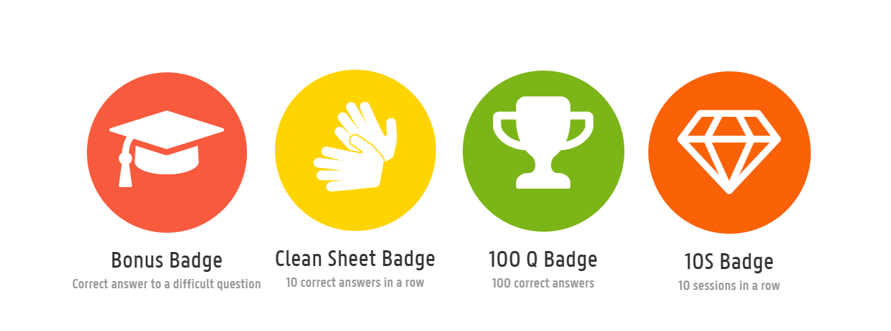 Bonus Badge
Correct answer to a difficult question
Clean Sheet Badge
10 correct answers in a row
100 Q Badge
100 correct answers
10S Badge
10 sessions in a row